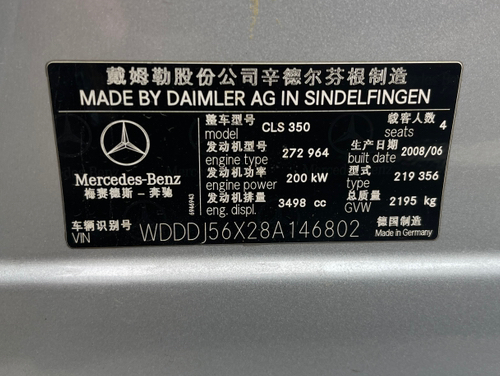 戴姆勒股份公司辛德尔芬根制造
MADE BY DAIMLER AG IN SINDELFINGEN
整车型号 CLS 350 载客人数 4
model seats
发动机型号 272 964 生产日期 2008/06
engine type built date
发动机功率 200 kW 型式 219 356
engine power type
发动机排量 3498 cc 总质量 2195 kg
eng. displ. GVW
Mercedes-Benz
梅赛德斯-奔驰
6946943
车辆识别号 WDDDJ56X28A146802 德国制造
VIN Made in Germany